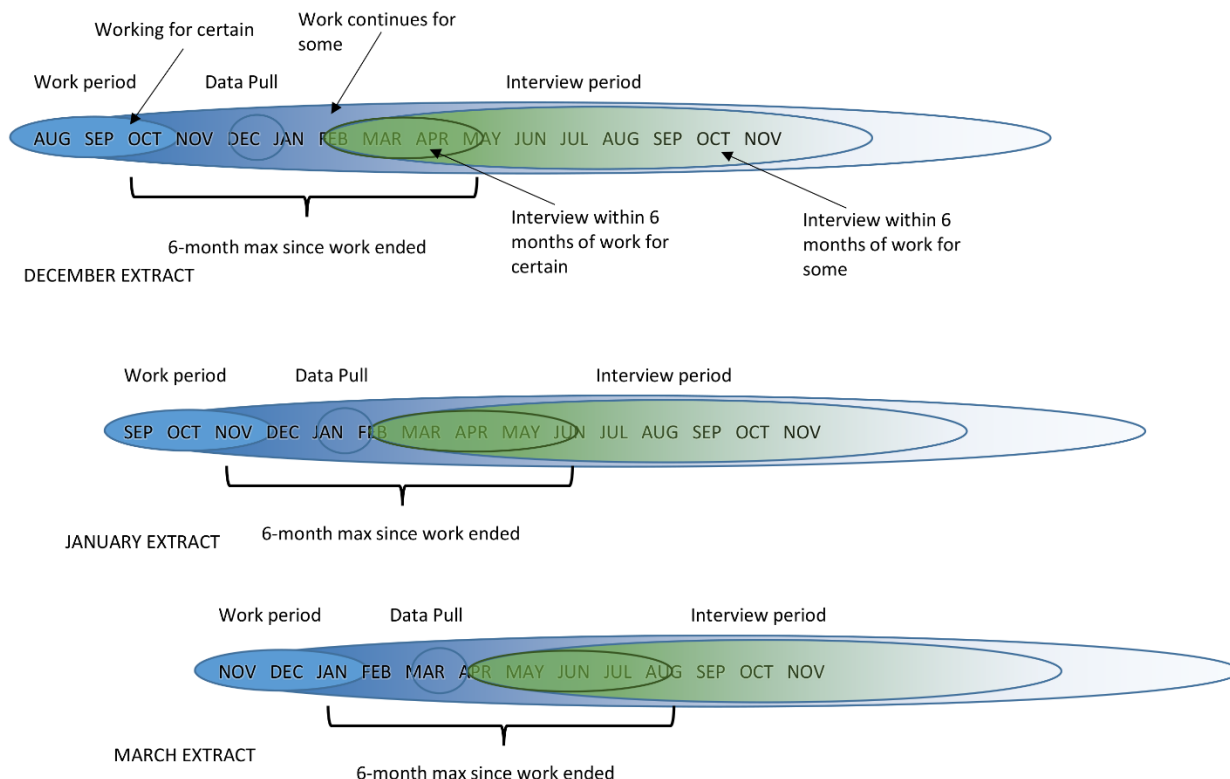 Working for certain
Work continues for
some
Work period
Data Pull
Interview period
AUG SEP OCT NOV DEC JAN FEB MAR APR MAY JUN JUL AUG SEP OCT NOV
6-month max since work ended
Interview within 6
months of work for
certain
Interview within 6
months of work for
some
DECEMBER EXTRACT
Work period
Data Pull
Interview period
SEP OCT NOV DEC JAN FEB MAR APR MAY JUN JUL AUG SEP OCT NOV
6-month max since work ended
JANUARY EXTRACT
Work period
Data Pull
Interview period
NOV DEC JAN FEB MAR APR MAY JUN JUL AUG SEP OCT NOV
MARCH EXTRACT
6-month max since work ended